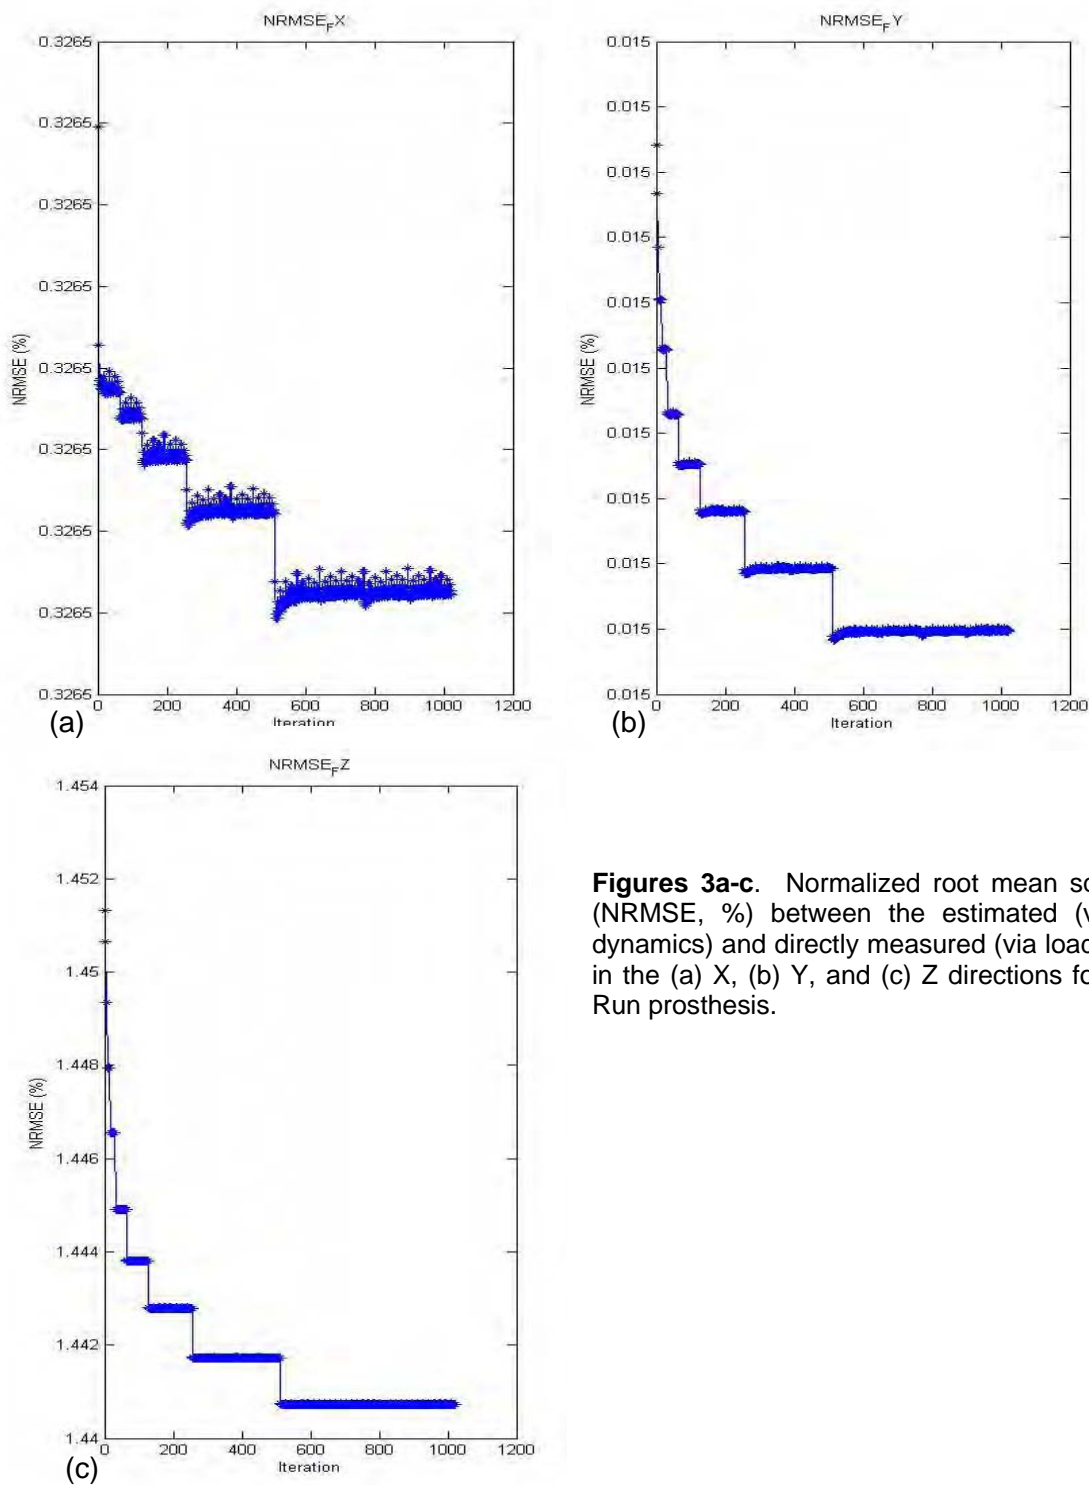 NRMSE_FX
0.3265
0.3265
0.3265
0.3265
0.3265
0.3265
0.3265
0.3265
0.3265
NRMSE (%)
0 200 400 600 800 1000 1200
Iteration
(a)
NRMSE_FY
0.015
0.015
0.015
0.015
0.015
0.015
0.015
0.015
0.015
0.015
0.015
NRMSE (%)
0 200 400 600 800 1000 1200
Iteration
(b)
NRMSE_FZ
1.454
1.452
1.45
1.448
1.446
1.444
1.442
1.44
NRMSE (%)
0 200 400 600 800 1000 1200
Iteration
(c)
Figures 3a-c. Normalized root mean sq
(NRMSE, %) between the estimated (v
dynamics) and directly measured (via load
in the (a) X, (b) Y, and (c) Z directions fo
Run prosthesis.